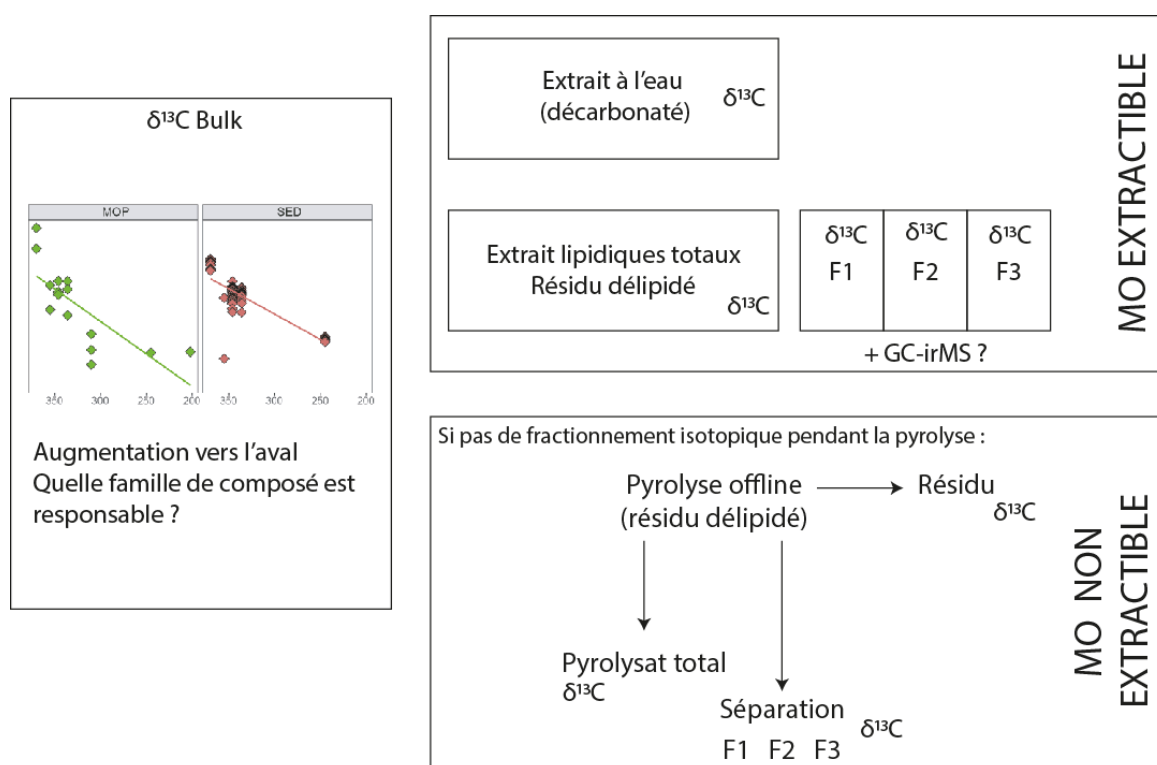 δ¹³C Bulk
MOP
SED
350 300 250 200
350 300 250 200
Augmentation vers l'aval
Quelle famille de composé est
responsable ?
Extrait à l'eau
(décarbonaté)
δ¹³C
Extrait lipidiques totaux
Résidu délipidé
δ¹³C
δ¹³C δ¹³C δ¹³C
F1 F2 F3
+ GC-irMS ?
MO EXTRACTIBLE
Si pas de fractionnement isotopique pendant la pyrolyse :
Pyrolyse offline
(résidu délipidé)
Résidu
δ¹³C
Pyrolysat total
δ¹³C
Séparation
δ¹³C
F1 F2 F3
MO NON
EXTRACTIBLE